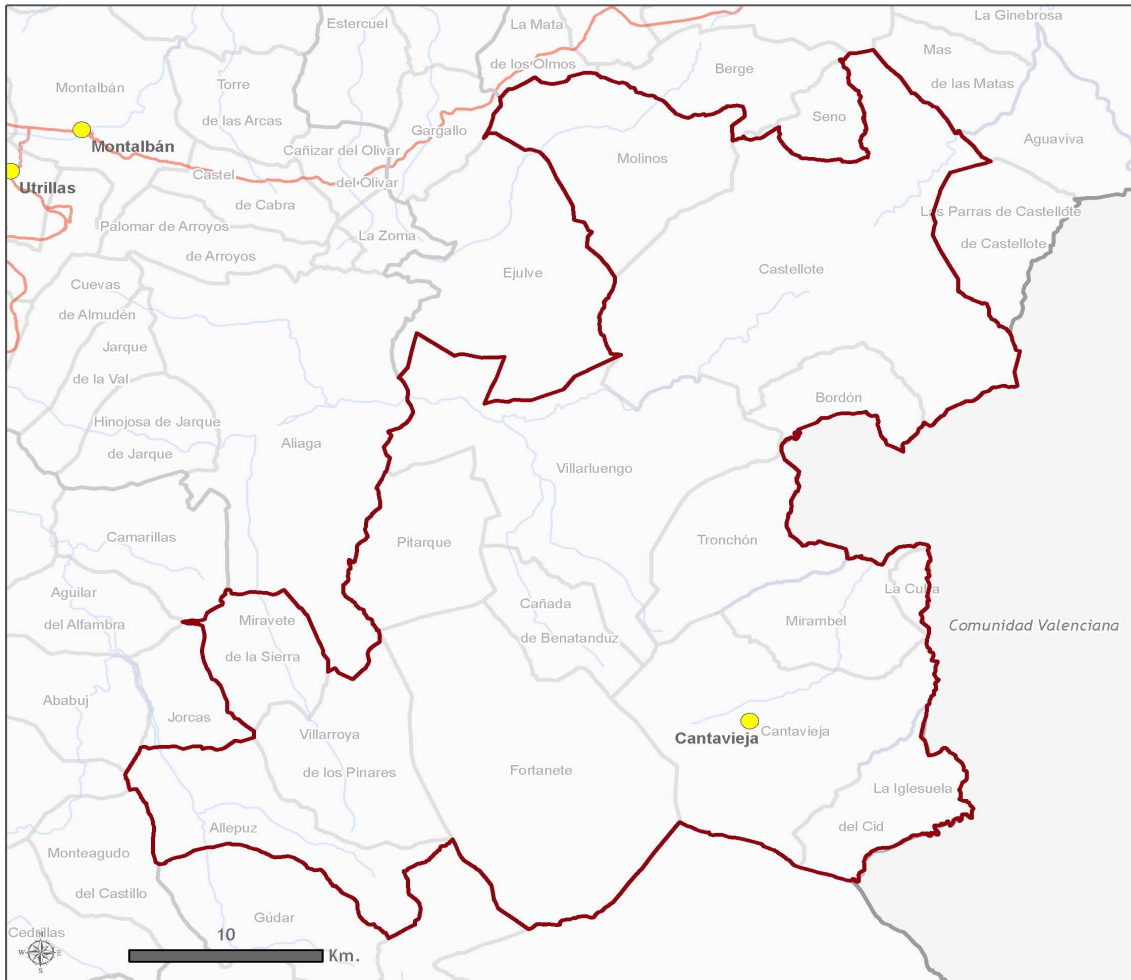 Estercuel
La Mata
de los Olmos
La Ginebrosa
Mas
de las Matas
Berge
Montalbán
Torre
de las Arcas
Seno
Gargallo
Montalbán
Cañizar del Olivar
del Olivar
Molinos
Aguaviva
Utrillas
Castel
de Cabra
Palomar de Arroyos
de Arroyos
La Zoma
Las Parras de Castellote
de Castellote
Ejulve
Castellote
Cuevas
de Almudén
Jarque
de la Val
Hinojosa de Jarque
de Jarque
Aliaga
Bordón
Villarluengo
Camarillas
Pitarque
Tronchón
Aguilar
del Alfambra
Miravete
de la Sierra
Cañada
de Benatanduz
La Cuba
Mirambel
Comunidad Valenciana
Ababuj
Jorcas
Villarroya
de los Pinares
Fortanete
Cantavieja
Cantavieja
La Iglesuela
del Cid
Allepuz
Monteagudo
del Castillo
Gúdar
Cedrillas
N
W
E
S
10
Km.